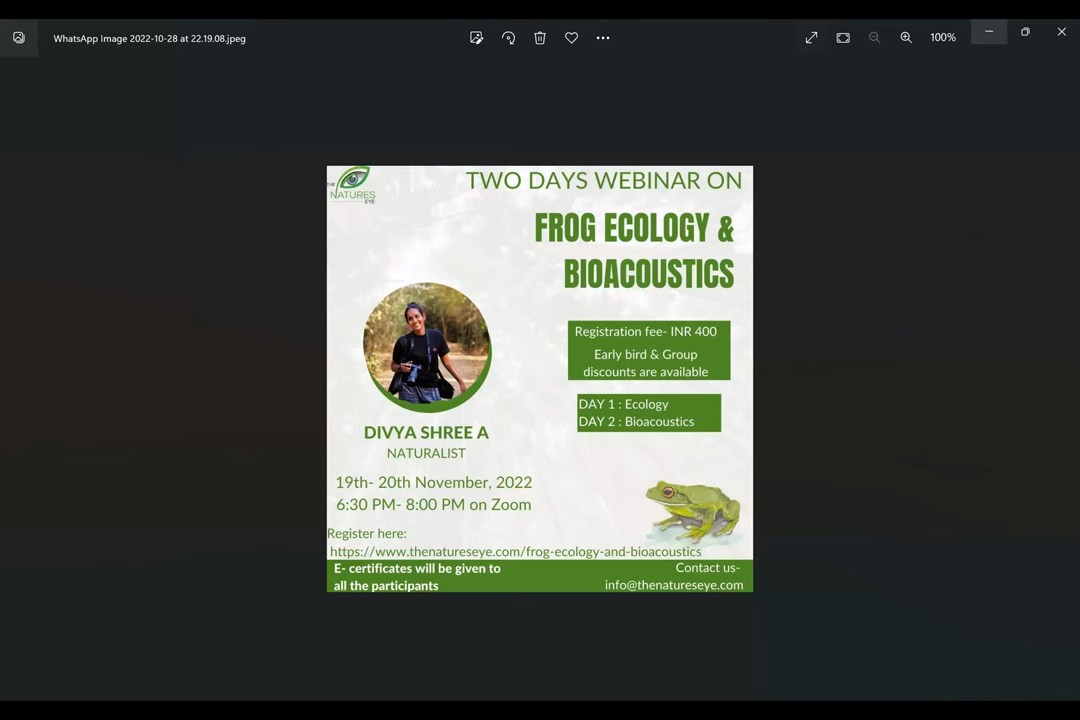 WhatsApp Image 2022-10-28 at 22.19.08.jpeg
100%
THE
NATURES
EYE
TWO DAYS WEBINAR ON
FROG ECOLOGY &
BIOACOUSTICS
Registration fee- INR 400
Early bird & Group
discounts are available
DAY 1 : Ecology
DAY 2 : Bioacoustics
DIVYA SHREE A
NATURALIST
19th- 20th November, 2022
6:30 PM- 8:00 PM on Zoom
Register here:
https://www.thenatureseye.com/frog-ecology-and-bioacoustics
E- certificates will be given to
all the participants
Contact us-
info@thenatureseye.com